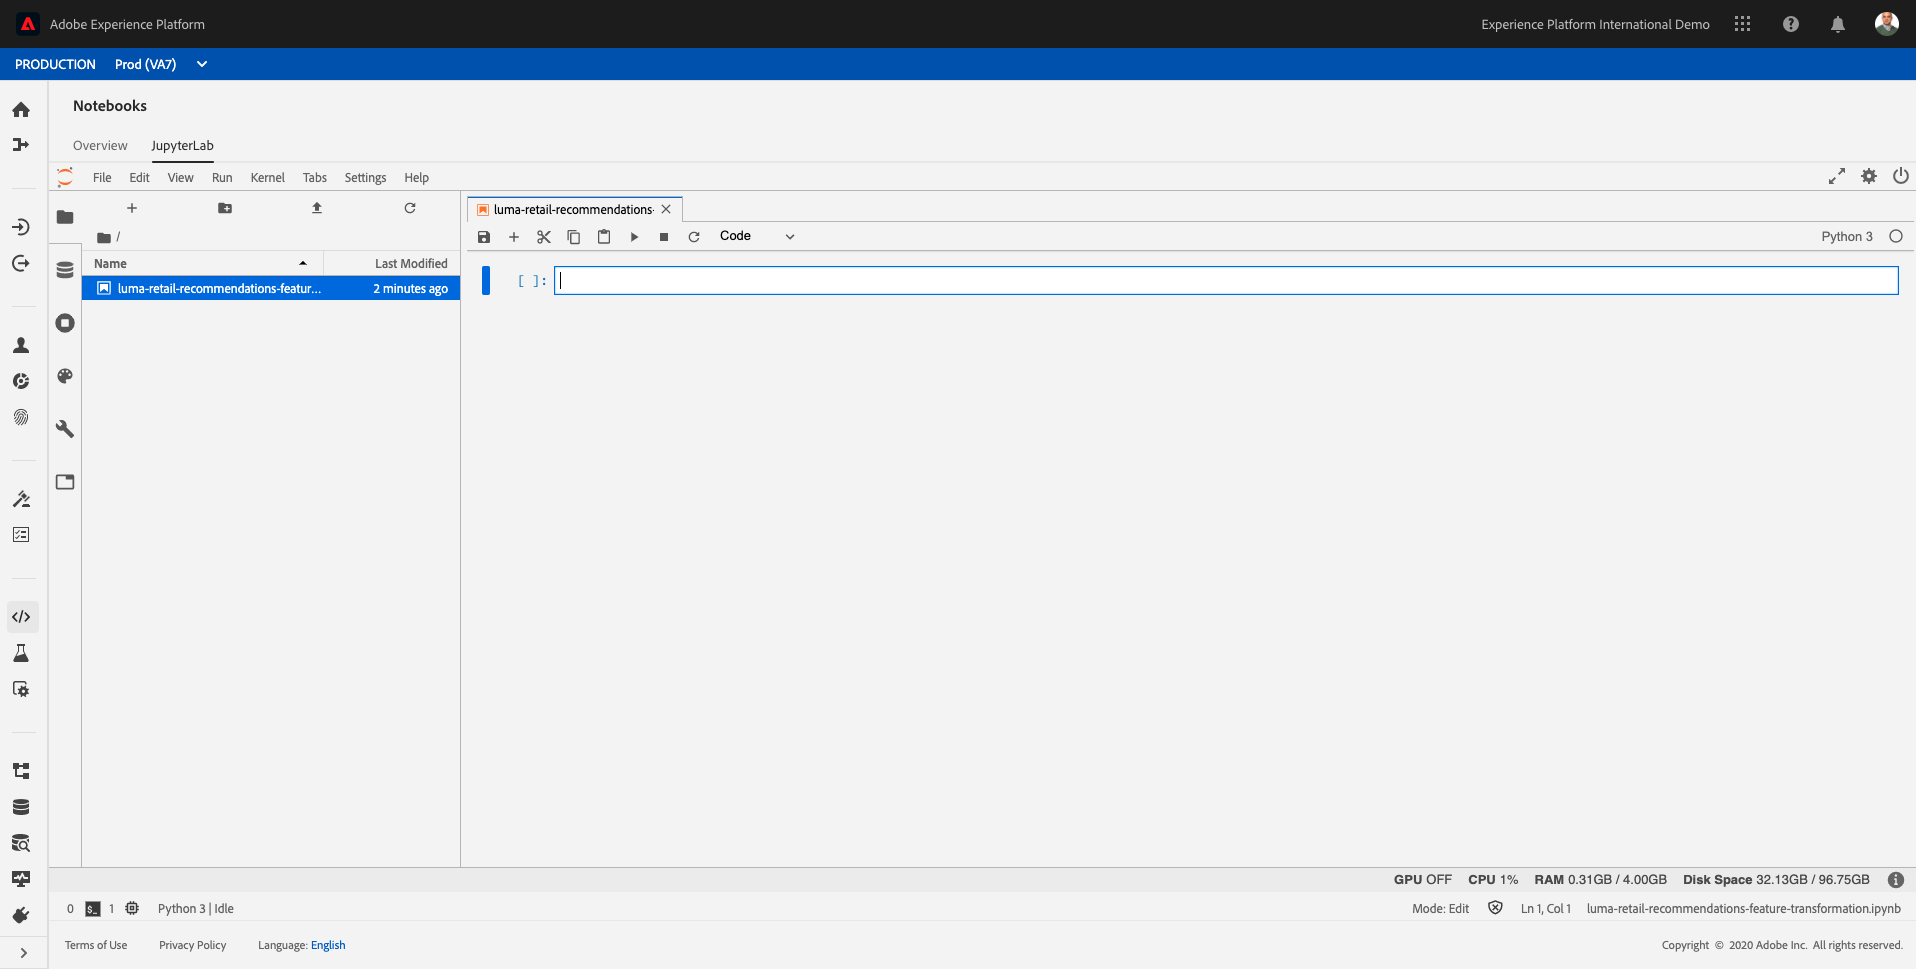 Adobe Experience Platform
Experience Platform International Demo
PRODUCTION Prod (VA7)
Notebooks
Overview JupyterLab
File Edit View Run Kernel Tabs Settings Help
luma-retail-recommendations-
/
Code
Python 3
Name Last Modified
luma-retail-recommendations-featur... 2 minutes ago
[ ]:
GPU OFF CPU 1% RAM 0.31GB / 4.00GB Disk Space 32.13GB / 96.75GB
0 $_ 1 Python 3 | Idle
Mode: Edit Ln 1, Col 1 luma-retail-recommendations-feature-transformation.ipynb
Terms of Use Privacy Policy Language: English
Copyright © 2020 Adobe Inc. All rights reserved.